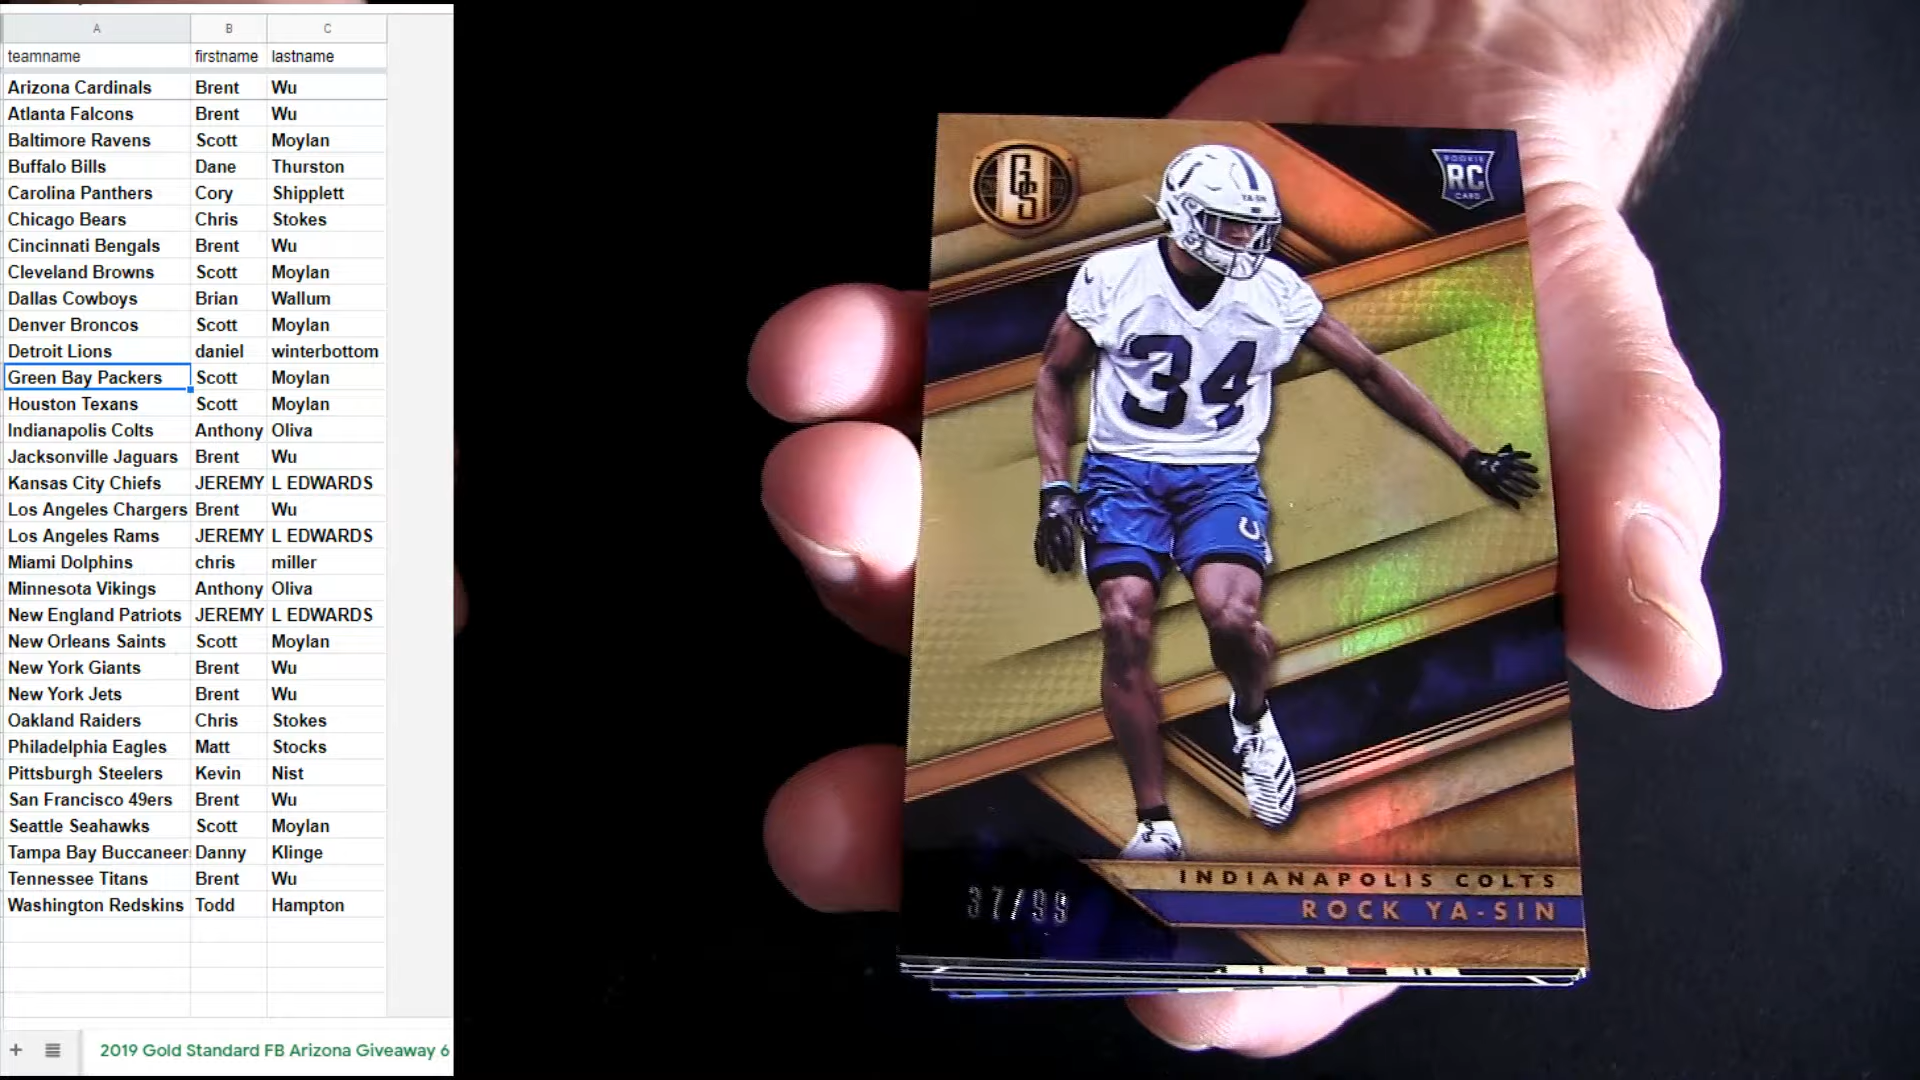 A B C
teamname firstname lastname
Arizona Cardinals Brent Wu
Atlanta Falcons Brent Wu
Baltimore Ravens Scott Moylan
Buffalo Bills Dane Thurston
Carolina Panthers Cory Shipplett
Chicago Bears Chris Stokes
Cincinnati Bengals Brent Wu
Cleveland Browns Scott Moylan
Dallas Cowboys Brian Wallum
Denver Broncos Scott Moylan
Detroit Lions daniel winterbottom
Green Bay Packers Scott Moylan
Houston Texans Scott Moylan
Indianapolis Colts Anthony Oliva
Jacksonville Jaguars Brent Wu
Kansas City Chiefs JEREMY L EDWARDS
Los Angeles Chargers Brent Wu
Los Angeles Rams JEREMY L EDWARDS
Miami Dolphins chris miller
Minnesota Vikings Anthony Oliva
New England Patriots JEREMY L EDWARDS
New Orleans Saints Scott Moylan
New York Giants Brent Wu
New York Jets Brent Wu
Oakland Raiders Chris Stokes
Philadelphia Eagles Matt Stocks
Pittsburgh Steelers Kevin Nist
San Francisco 49ers Brent Wu
Seattle Seahawks Scott Moylan
Tampa Bay Buccaneer Danny Klinge
Tennessee Titans Brent Wu
Washington Redskins Todd Hampton
2019 Gold Standard FB Arizona Giveaway 6
GS
ROOKIE
RC
CARD
YA-SIN
34
INDIANAPOLIS COLTS
ROCK YA-SIN
37/99